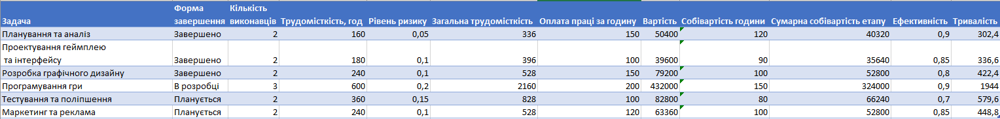 Задача Форма завершення Кількість виконавців Трудомісткість, год Рівень ризику Загальна трудомісткість Оплата праці за годину Вартість Собівартість години Сумарна собівартість етапу Ефективність Тривалість
Планування та аналіз Завершено 2 160 0,05 336 150 50400 120 40320 0,9 302,4
Проектування геймплею
та інтерфейсу Завершено 2 180 0,1 396 100 39600 90 35640 0,85 336,6
Розробка графічного дизайну Завершено 2 240 0,1 528 150 79200 100 52800 0,8 422,4
Програмування гри В розробці 3 600 0,2 2160 200 432000 150 324000 0,9 1944
Тестування та поліпшення Планується 2 360 0,15 828 100 82800 80 66240 0,7 579,6
Маркетинг та реклама Планується 2 240 0,1 528 120 63360 100 52800 0,85 448,8